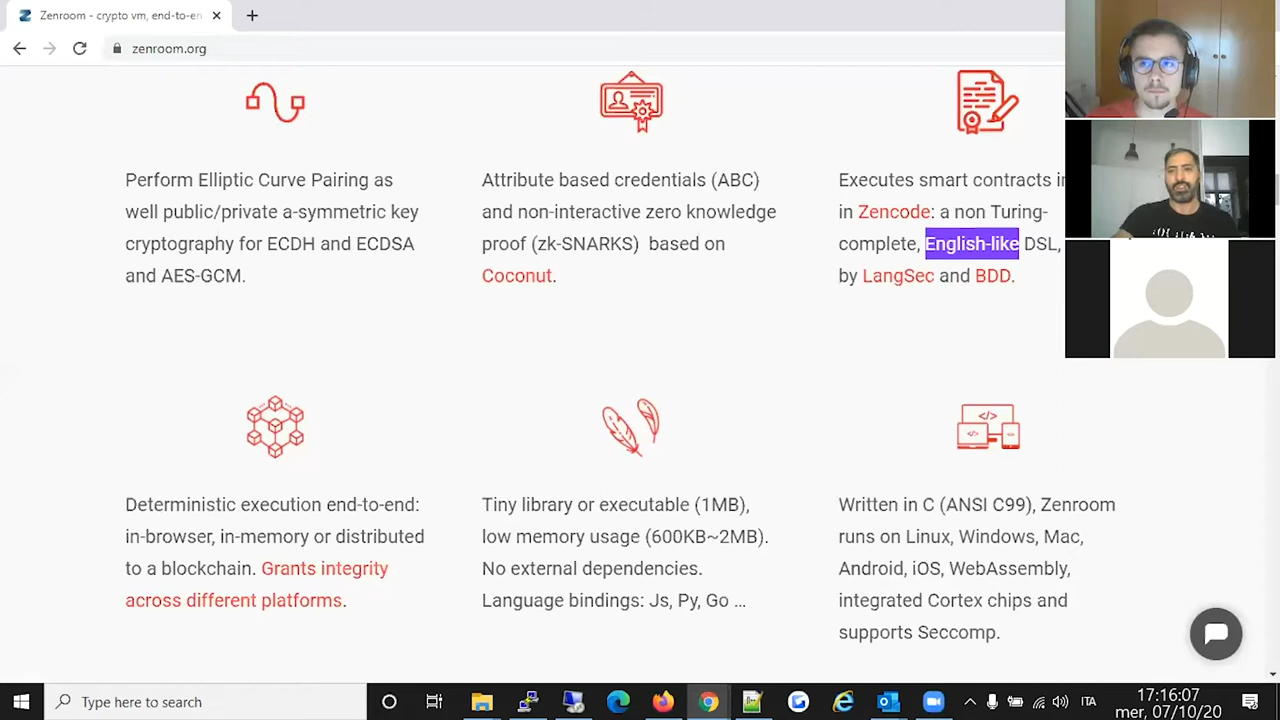 Zenroom - crypto vm, end-to-en
zenroom.org
Perform Elliptic Curve Pairing as
well public/private a-symmetric key
cryptography for ECDH and ECDSA
and AES-GCM.
Attribute based credentials (ABC)
and non-interactive zero knowledge
proof (zk-SNARKS) based on
Coconut.
Executes smart contracts in
in Zencode: a non Turing-
complete, English-like DSL,
by LangSec and BDD.
Deterministic execution end-to-end:
in-browser, in-memory or distributed
to a blockchain. Grants integrity
across different platforms.
Tiny library or executable (1MB),
low memory usage (600KB~2MB).
No external dependencies.
Language bindings: Js, Py, Go ...
Written in C (ANSI C99), Zenroom
runs on Linux, Windows, Mac,
Android, iOS, WebAssembly,
integrated Cortex chips and
supports Seccomp.
Type here to search
ITA
17:16:07
mer, 07/10/20